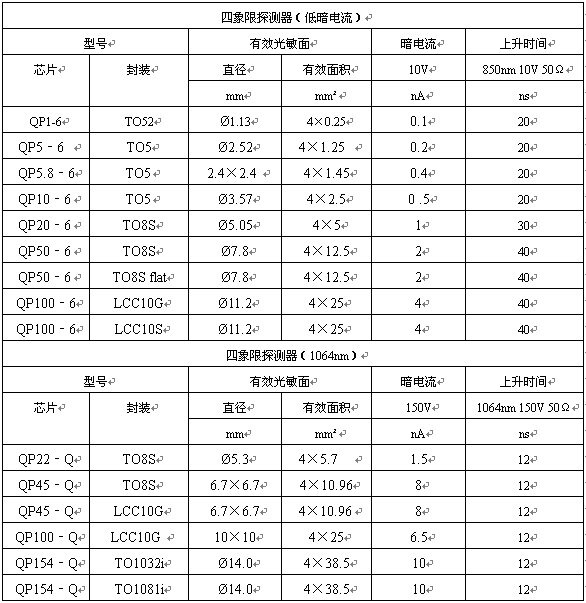 四象限探测器（低暗电流）
型号 有效光敏面 暗电流 上升时间
芯片 封装 直径 有效面积 10V 850nm 10V 50Ω
mm mm² nA ns
QP1-6 TO52 Ø1.13 4×0.25 0.1 20
QP5‐6 TO5 Ø2.52 4×1.25 0.2 20
QP5.8‐6 TO5 2.4×2.4 4×1.45 0.4 20
QP10‐6 TO5 Ø3.57 4×2.5 0 .5 20
QP20‐6 TO8S Ø5.05 4×5 1 30
QP50‐6 TO8S Ø7.8 4×12.5 2 40
QP50‐6 TO8S flat Ø7.8 4×12.5 2 40
QP100‐6 LCC10G Ø11.2 4×25 4 40
QP100‐6 LCC10S Ø11.2 4×25 4 40
四象限探测器（1064nm）
型号 有效光敏面 暗电流 上升时间
芯片 封装 直径 有效面积 150V 1064nm 150V 50Ω
mm mm² nA ns
QP22‐Q TO8S Ø5.3 4×5.7 1.5 12
QP45‐Q TO8S 6.7×6.7 4×10.96 8 12
QP45‐Q LCC10G 6.7×6.7 4×10.96 8 12
QP100‐Q LCC10G 10×10 4×25 6.5 12
QP154‐Q TO1032i Ø14.0 4×38.5 10 12
QP154‐Q TO1081i Ø14.0 4×38.5 10 12